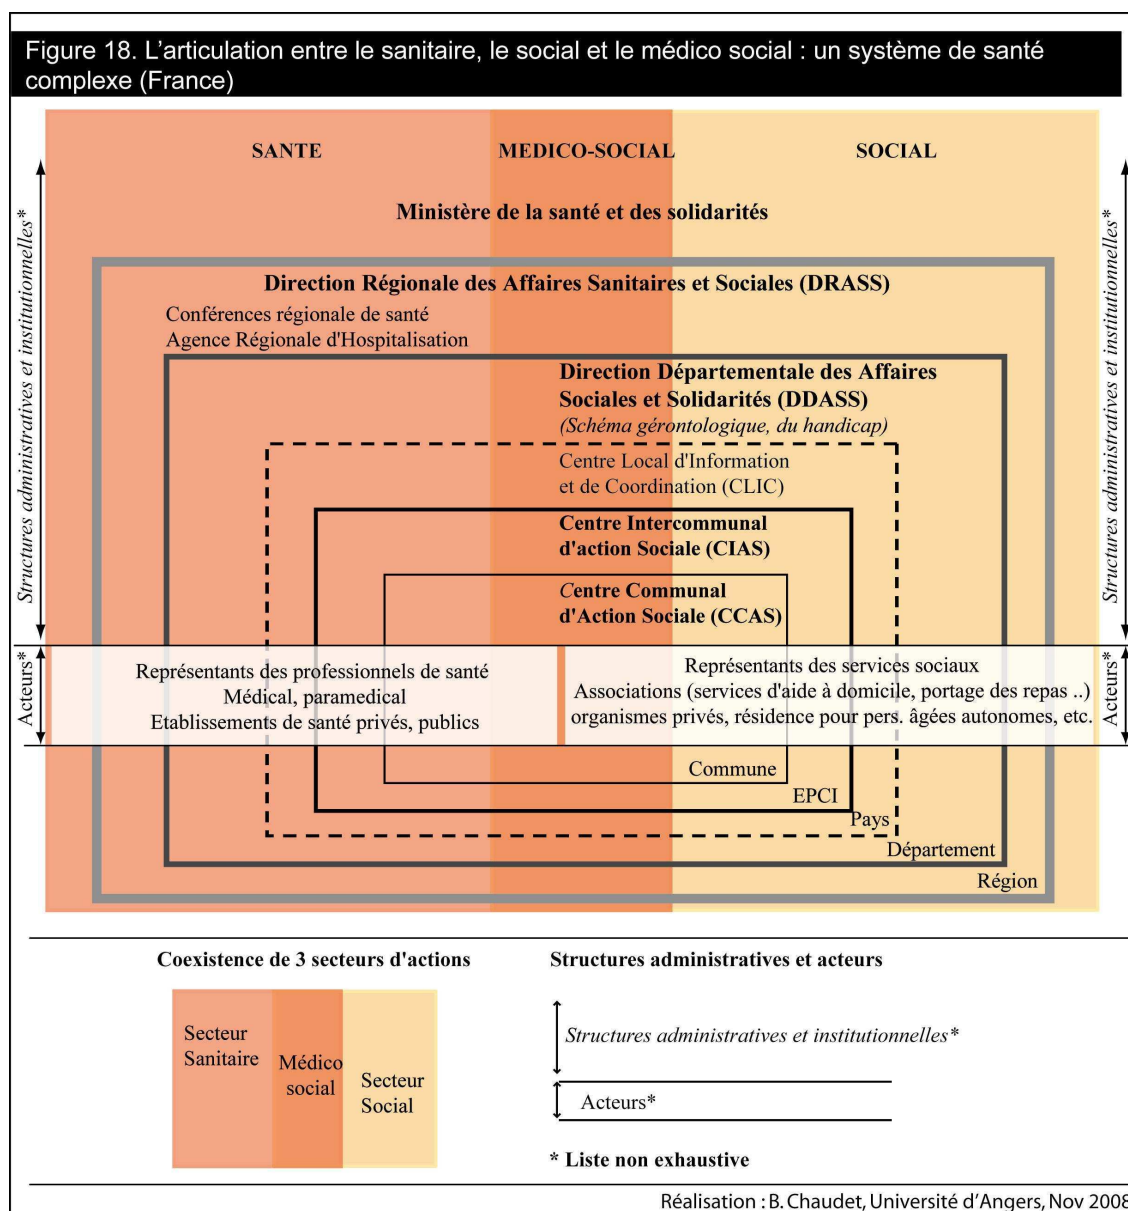 Figure 18. L'articulation entre le sanitaire, le social et le médico social : un système de santé
complexe (France)
SANTE
MEDICO-SOCIAL
SOCIAL
Ministère de la santé et des solidarités
Structures administratives et institutionnelles*
Structures administratives et institutionnelles*
Direction Régionale des Affaires Sanitaires et Sociales (DRASS)
Conférences régionale de santé
Agence Régionale d'Hospitalisation
Direction Départementale des Affaires
Sociales et Solidarités (DDASS)
(Schéma gérontologique, du handicap)
Centre Local d'Information
et de Coordination (CLIC)
Centre Intercommunal
d'action Sociale (CIAS)
Centre Communal
d'Action Sociale (CCAS)
Acteurs*
Représentants des professionnels de santé
Médical, paramedical
Etablissements de santé privés, publics
Représentants des services sociaux
Associations (services d'aide à domicile, portage des repas ..)
organismes privés, résidence pour pers. âgées autonomes, etc.
Acteurs*
Commune
EPCI
Pays
Département
Région
Coexistence de 3 secteurs d'actions
Secteur
Sanitaire
Médico
social
Secteur
Social
Structures administratives et acteurs
Structures administratives et institutionnelles*
Acteurs*
* Liste non exhaustive
Réalisation : B. Chaudet, Université d'Angers, Nov 2008